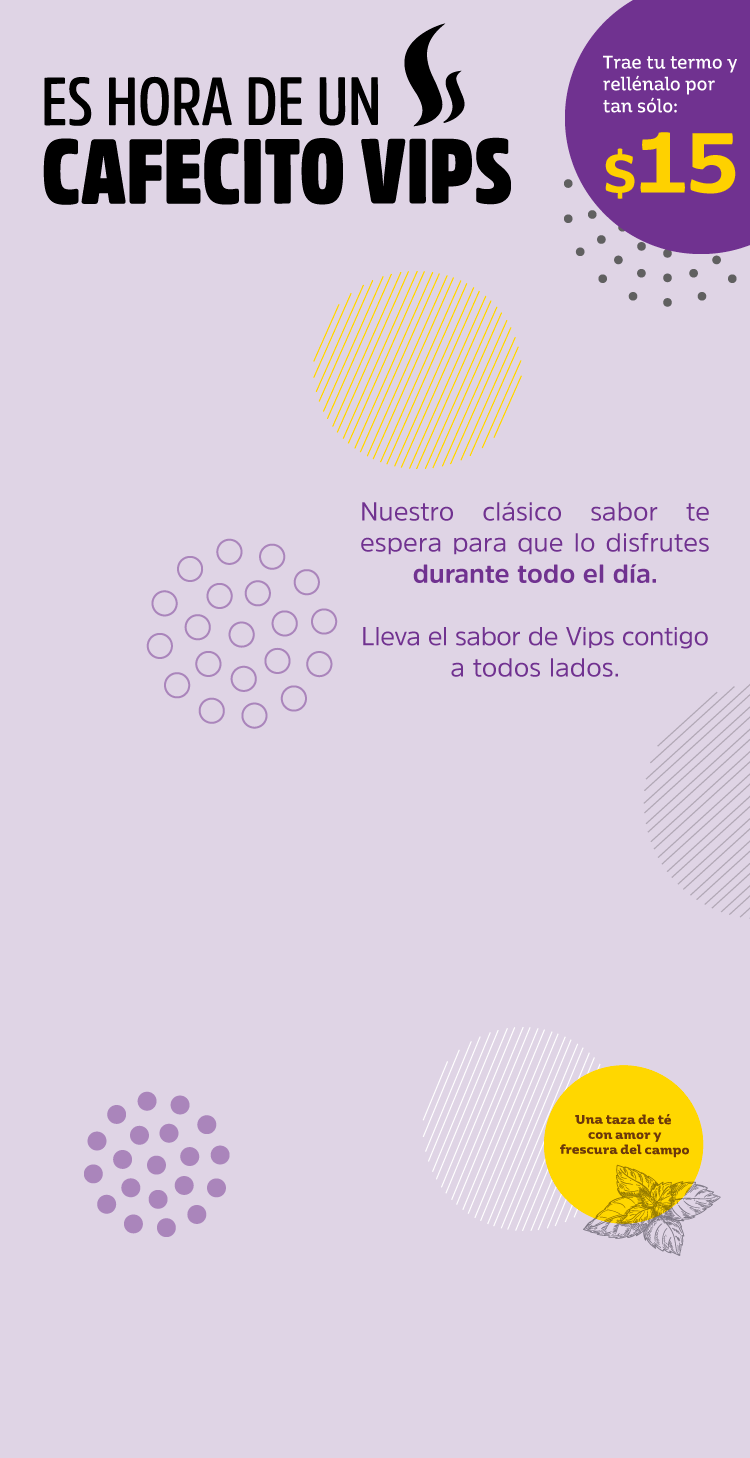 ES HORA DE UN
CAFECITO VIPS
Trae tu termo y
rellénalo por
tan sólo:
$15
Nuestro clásico sabor te
espera para que lo disfrutes
durante todo el día.
Lleva el sabor de Vips contigo
a todos lados.
Una taza de té
con amor y
frescura del campo